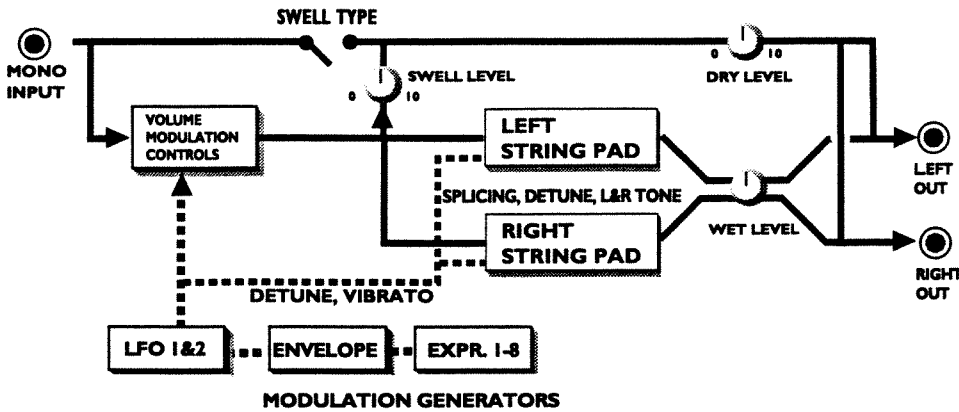 SWELL TYPE
MONO
INPUT
SWELL LEVEL
0 10
0 10
DRY LEVEL
VOLUME
MODULATION
CONTROLS
LEFT
STRING PAD
LEFT
OUT
SPLICING, DETUNE, L&R TONE
WET LEVEL
RIGHT
STRING PAD
RIGHT
OUT
DETUNE, VIBRATO
LFO 1&2
ENVELOPE
EXPR. 1-8
MODULATION GENERATORS